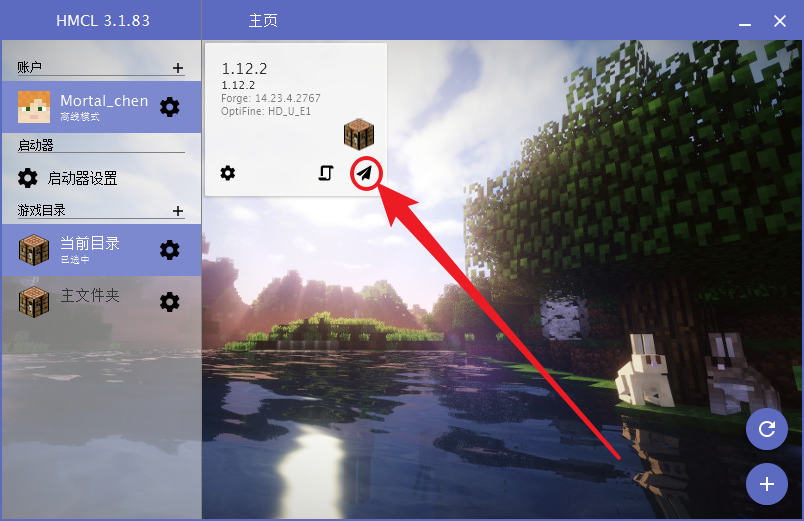 HMCL 3.1.83
主页
账户
Mortal_chen
离线模式
启动器
启动器设置
游戏目录
当前目录
已选中
主文件夹
1.12.2
1.12.2
Forge: 14.23.4.2767
OptiFine: HD_U_E1